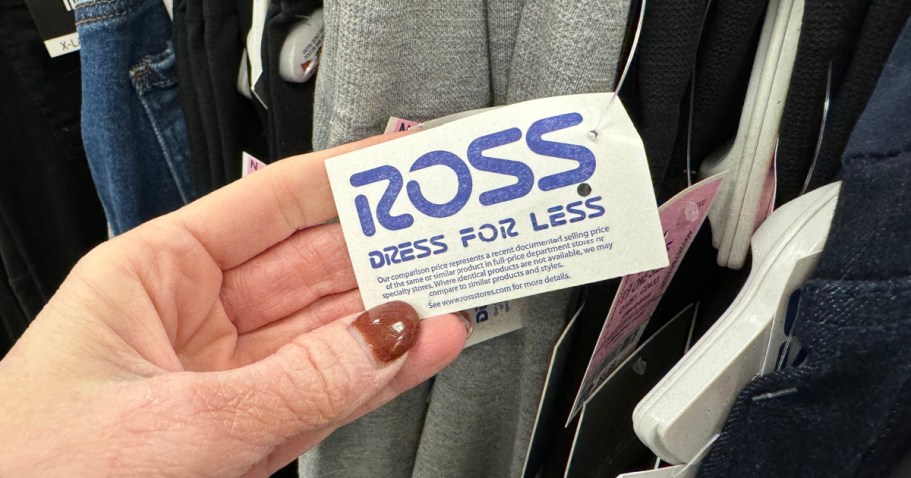 X-L
ROSS
DRESS FOR LESS
Our comparison price represents a recent documented selling price
of the same or similar product in full-price department stores or
specialty stores. Where identical products are not available, we may
compare to similar products and styles.
See www.rossstores.com for more details.